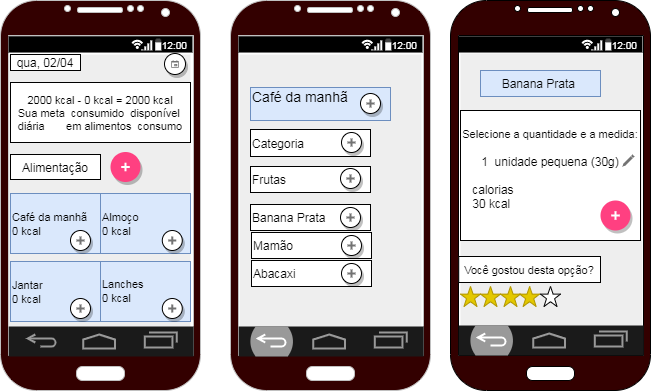 12:00
qua, 02/04
2000 kcal - 0 kcal = 2000 kcal
Sua meta consumido disponível
diária em alimentos consumo
Alimentação
Café da manhã
0 kcal
Almoço
0 kcal
Jantar
0 kcal
Lanches
0 kcal
12:00
Café da manhã
Categoria
Frutas
Banana Prata
Mamão
Abacaxi
12:00
Banana Prata
Selecione a quantidade e a medida:
1 unidade pequena (30g)
calorias
30 kcal
Você gostou desta opção?